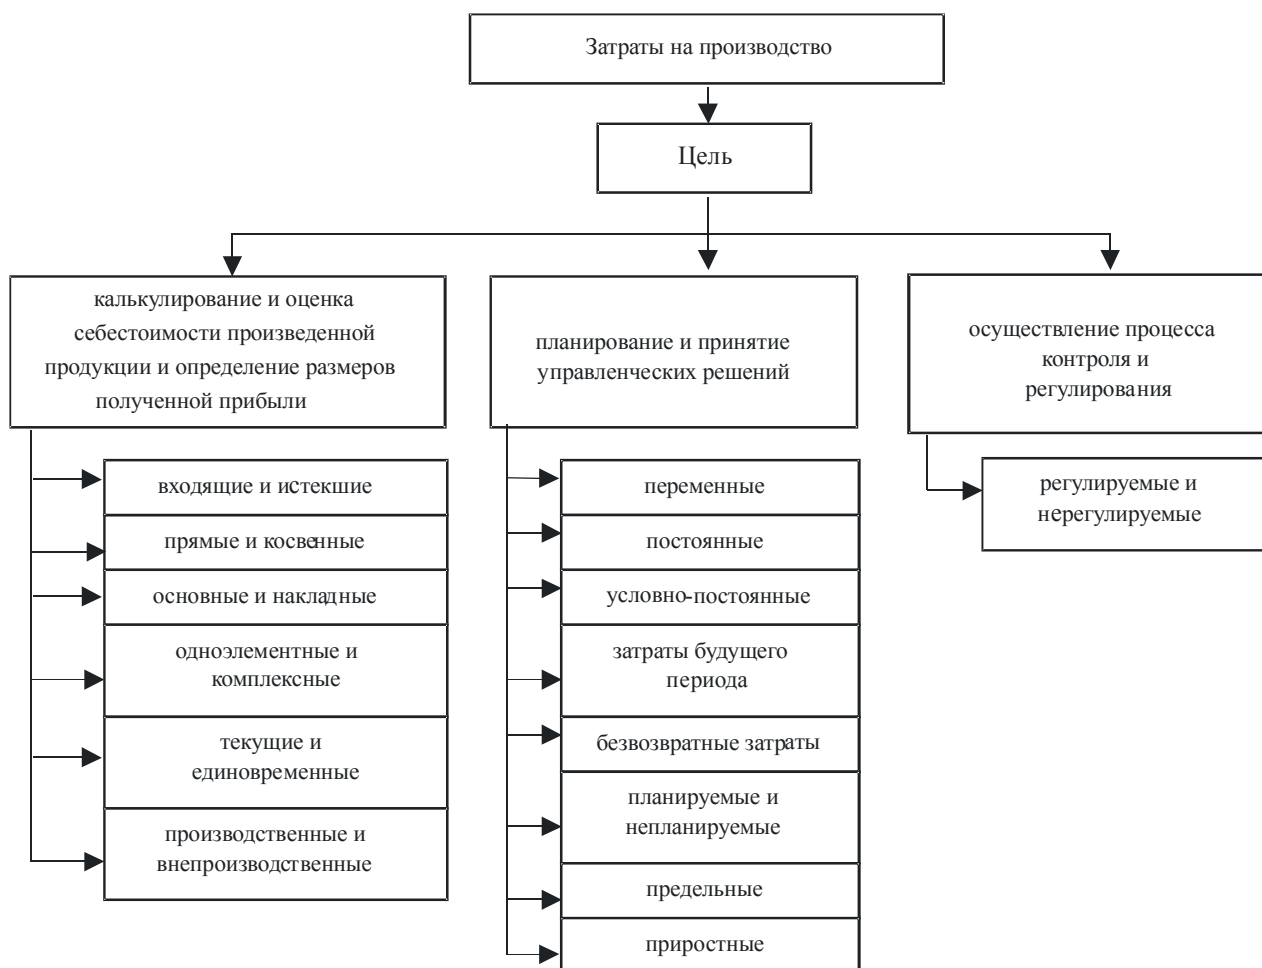 Затраты на производство
Цель
калькулирование и оценка
себестоимости произведенной
продукции и определение размеров
полученной прибыли
входящие и истекшие
прямые и косвенные
основные и накладные
одноэлементные и
комплексные
текущие и
единовременные
производственные и
внепроизводственные
планирование и принятие
управленческих решений
переменные
постоянные
условно-постоянные
затраты будущего
периода
безвозвратные затраты
планируемые и
непланируемые
предельные
приростные
осуществление процесса
контроля и
регулирования
регулируемые и
нерегулируемые